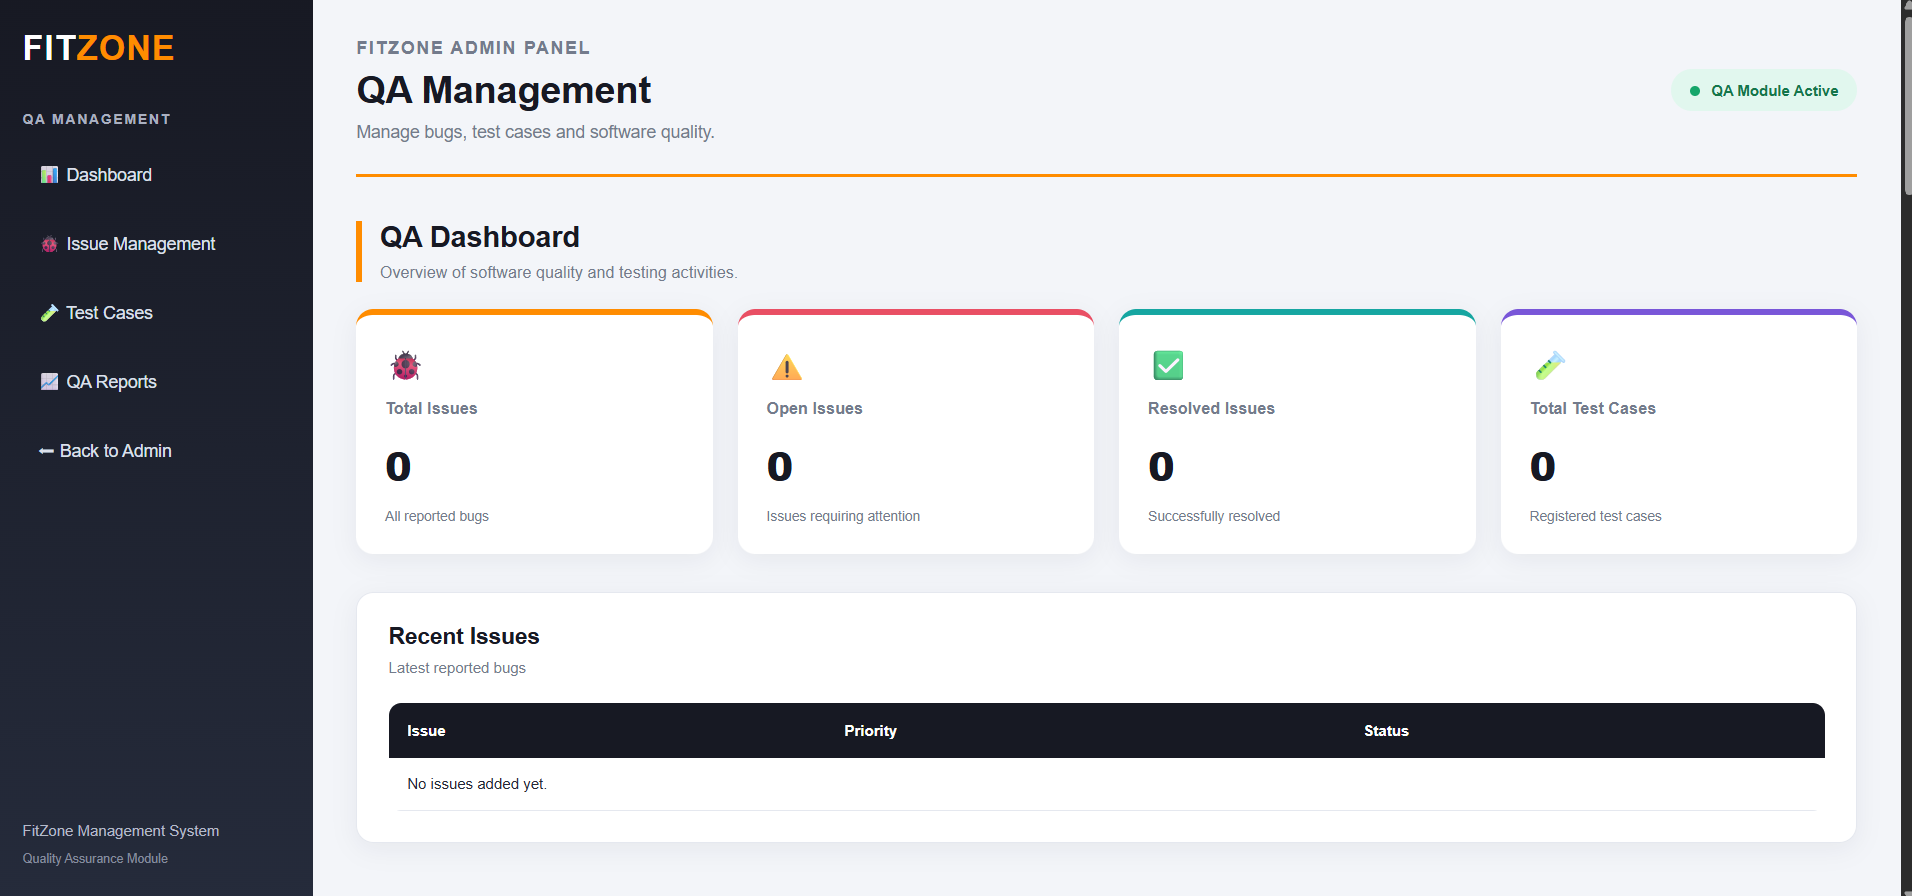 FITZONE
QA MANAGEMENT
Dashboard
Issue Management
Test Cases
QA Reports
Back to Admin
FitZone Management System
Quality Assurance Module
FITZONE ADMIN PANEL
QA Management
Manage bugs, test cases and software quality.
QA Module Active
QA Dashboard
Overview of software quality and testing activities.
Total Issues
0
All reported bugs
Open Issues
0
Issues requiring attention
Resolved Issues
0
Successfully resolved
Total Test Cases
0
Registered test cases
Recent Issues
Latest reported bugs
Issue Priority Status
No issues added yet.